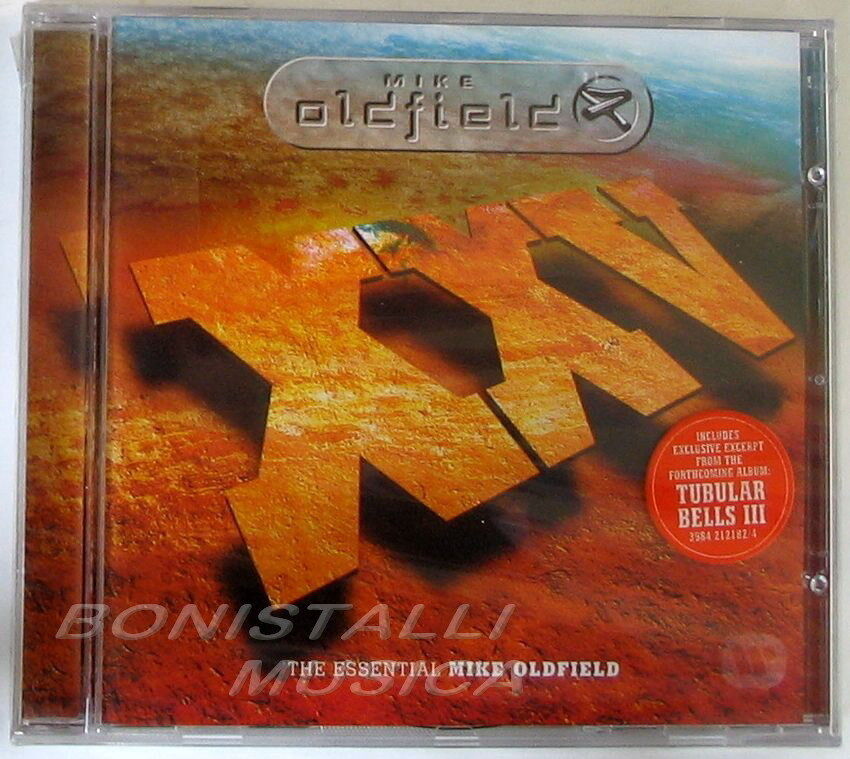 MIKE
oldfield
XXV
INCLUDES
EXCLUSIVE EXCERPT
FROM THE
FORTHCOMING ALBUM:
TUBULAR
BELLS III
3984 212182/4
BONISTALLI
THE ESSENTIAL MIKE OLDFIELD
MUSICA